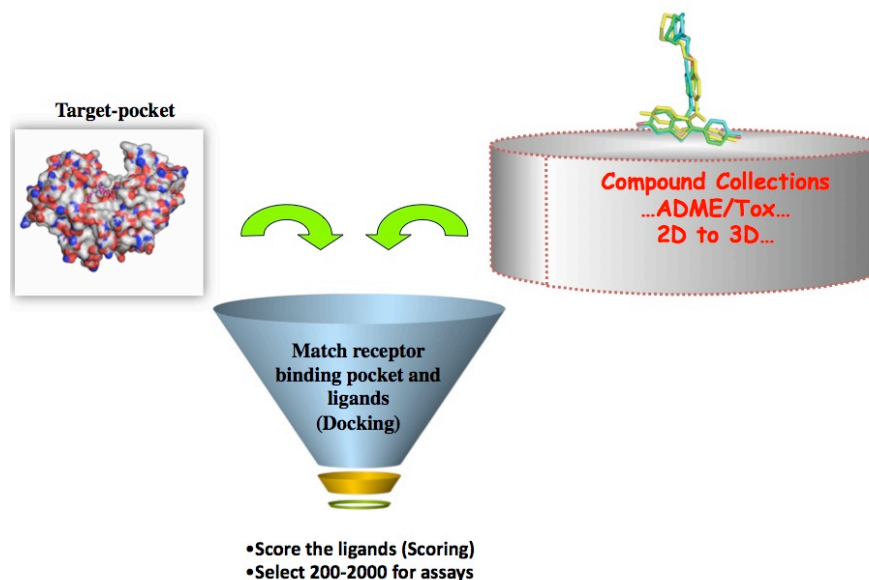 Target-pocket
Compound Collections
...ADME/Tox...
2D to 3D...
Match receptor
binding pocket and
ligands
(Docking)
•Score the ligands (Scoring)
•Select 200-2000 for assays